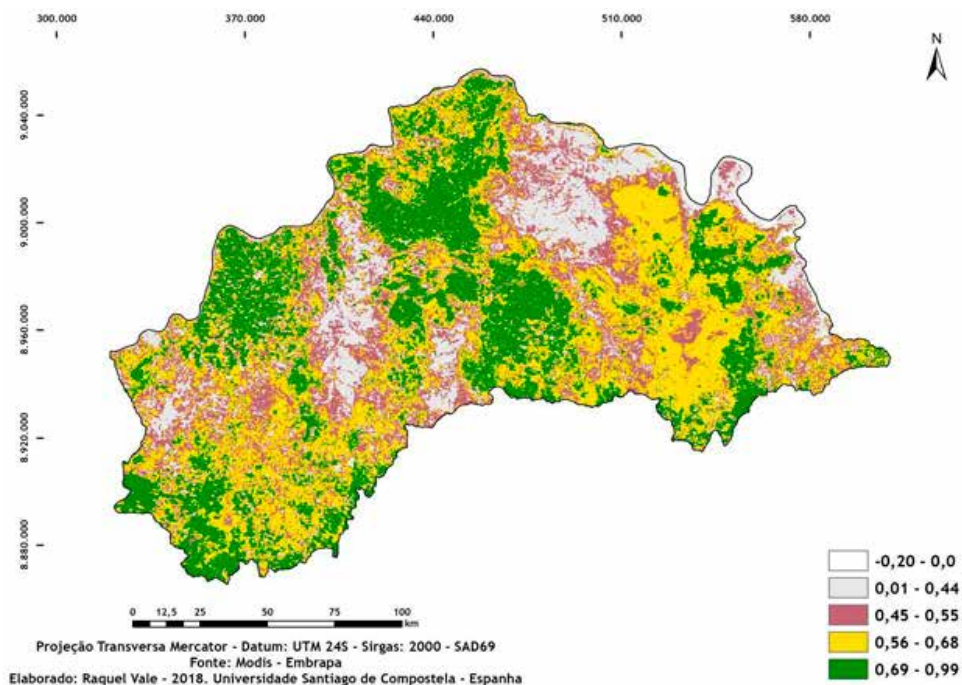 300.000 370.000 440.000 510.000 580.000
N
9.040.000
9.000.000
8.960.000
8.920.000
8.880.000
-0,20 - 0,0
0,01 - 0,44
0,45 - 0,55
0,56 - 0,68
0,69 - 0,99
0 12,5 25 50 75 100
km
Projeção Transversa Mercator - Datum: UTM 24S - Sirgas: 2000 - SAD69
Fonte: Modis - Embrapa
Elaborado: Raquel Vale - 2018. Universidade Santiago de Compostela - Espanha